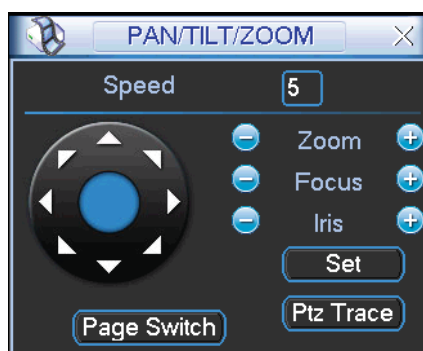 PAN/TILT/ZOOM
Speed 5
Zoom
Focus
Iris
Set
Page Switch
Ptz Trace